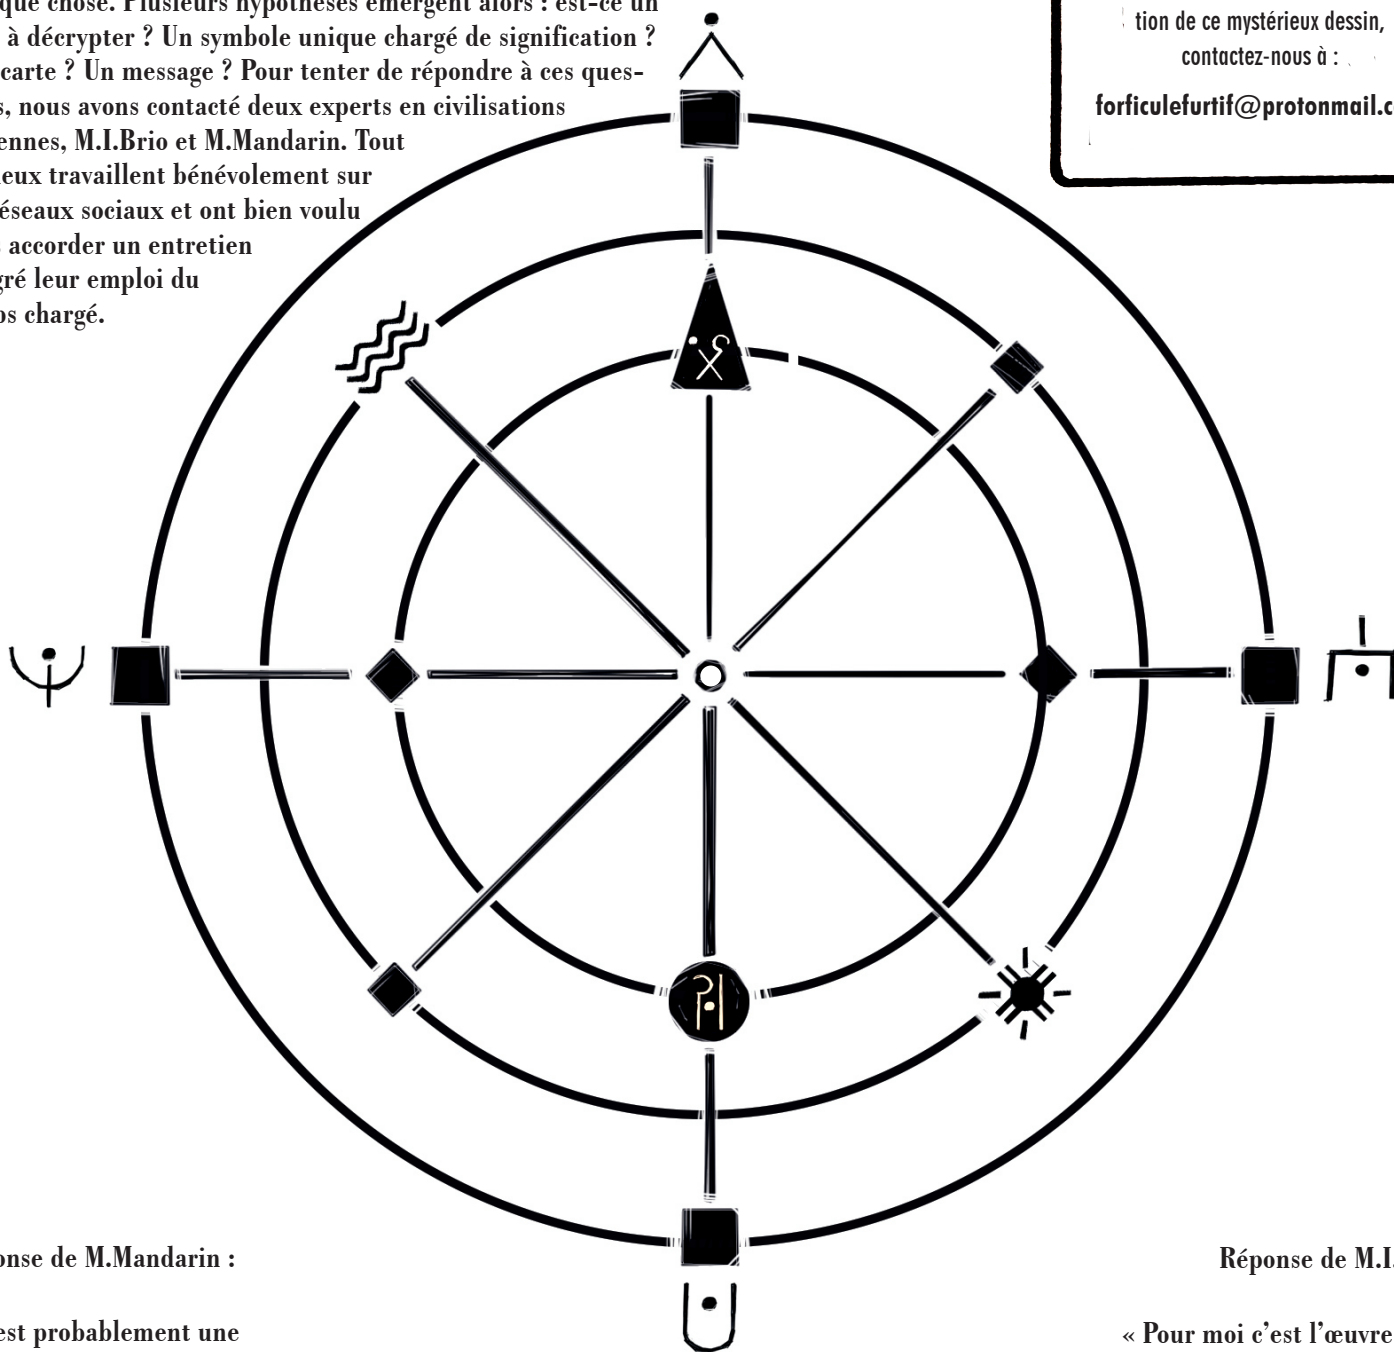 que chose. Plusieurs hypothèses émergent alors : est-ce un
à décrypter ? Un symbole unique chargé de signification ?
carte ? Un message ? Pour tenter de répondre à ces ques-
s, nous avons contacté deux experts en civilisations
ennes, M.I.Brio et M.Mandarin. Tout
eux travaillent bénévolement sur
éseaux sociaux et ont bien voulu
accorder un entretien
gré leur emploi du
ps chargé.
tion de ce mystérieux dessin,
contactez-nous à :
forficulefurtif@protonmail.c
onse de M.Mandarin :
est probablement une
Réponse de M.I.
« Pour moi c’est l’œuvre